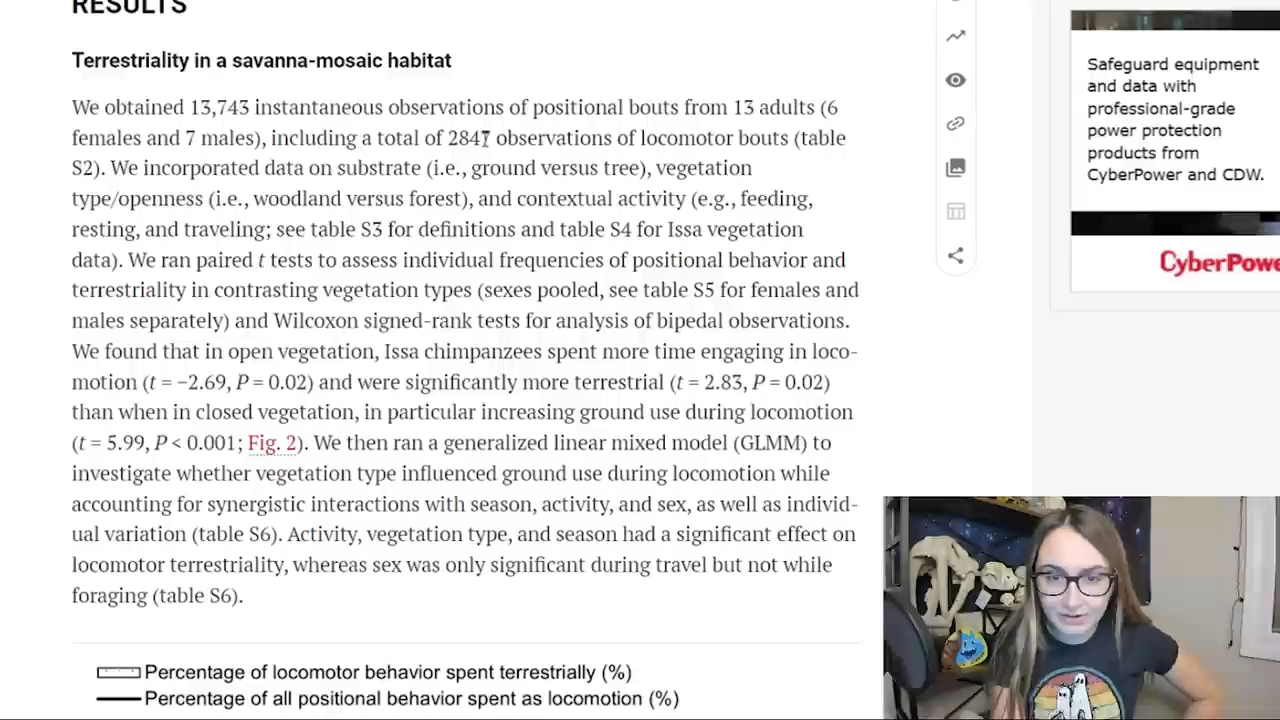 RESULTS
Terrestriality in a savanna-mosaic habitat
We obtained 13,743 instantaneous observations of positional bouts from 13 adults (6
females and 7 males), including a total of 2847 observations of locomotor bouts (table
S2). We incorporated data on substrate (i.e., ground versus tree), vegetation
type/openness (i.e., woodland versus forest), and contextual activity (e.g., feeding,
resting, and traveling; see table S3 for definitions and table S4 for Issa vegetation
data). We ran paired t tests to assess individual frequencies of positional behavior and
terrestriality in contrasting vegetation types (sexes pooled, see table S5 for females and
males separately) and Wilcoxon signed-rank tests for analysis of bipedal observations.
We found that in open vegetation, Issa chimpanzees spent more time engaging in loco-
motion (t = −2.69, P = 0.02) and were significantly more terrestrial (t = 2.83, P = 0.02)
than when in closed vegetation, in particular increasing ground use during locomotion
(t = 5.99, P < 0.001; Fig. 2). We then ran a generalized linear mixed model (GLMM) to
investigate whether vegetation type influenced ground use during locomotion while
accounting for synergistic interactions with season, activity, and sex, as well as individ-
ual variation (table S6). Activity, vegetation type, and season had a significant effect on
locomotor terrestriality, whereas sex was only significant during travel but not while
foraging (table S6).
Percentage of locomotor behavior spent terrestrially (%)
Percentage of all positional behavior spent as locomotion (%)
Safeguard equipment
and data with
professional-grade
power protection
products from
CyberPower and CDW.
CyberPowe